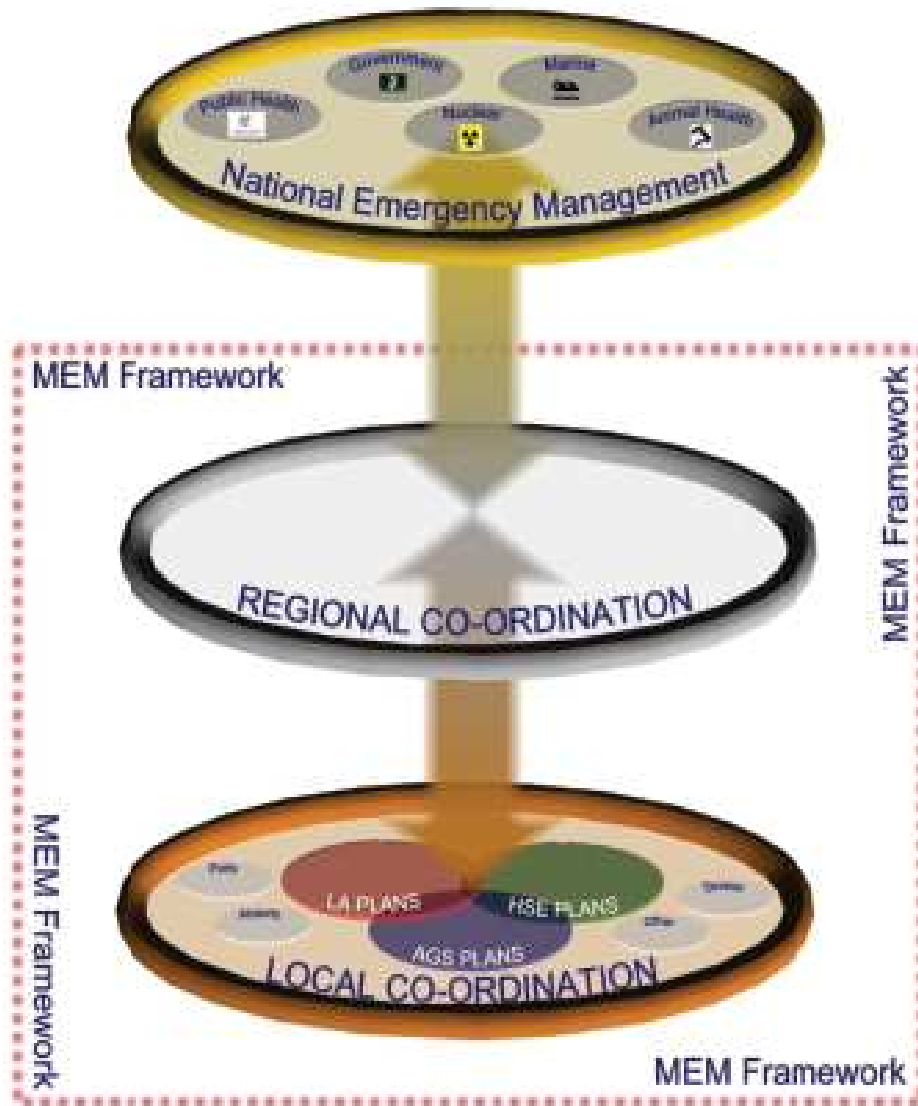 Government
Marine
Public Health
Nuclear
Animal Health
National Emergency Management
MEM Framework
MEM Framework
REGIONAL CO-ORDINATION
MEM Framework
LA PLANS
HSE PLANS
AGS PLANS
LOCAL CO-ORDINATION
MEM Framework